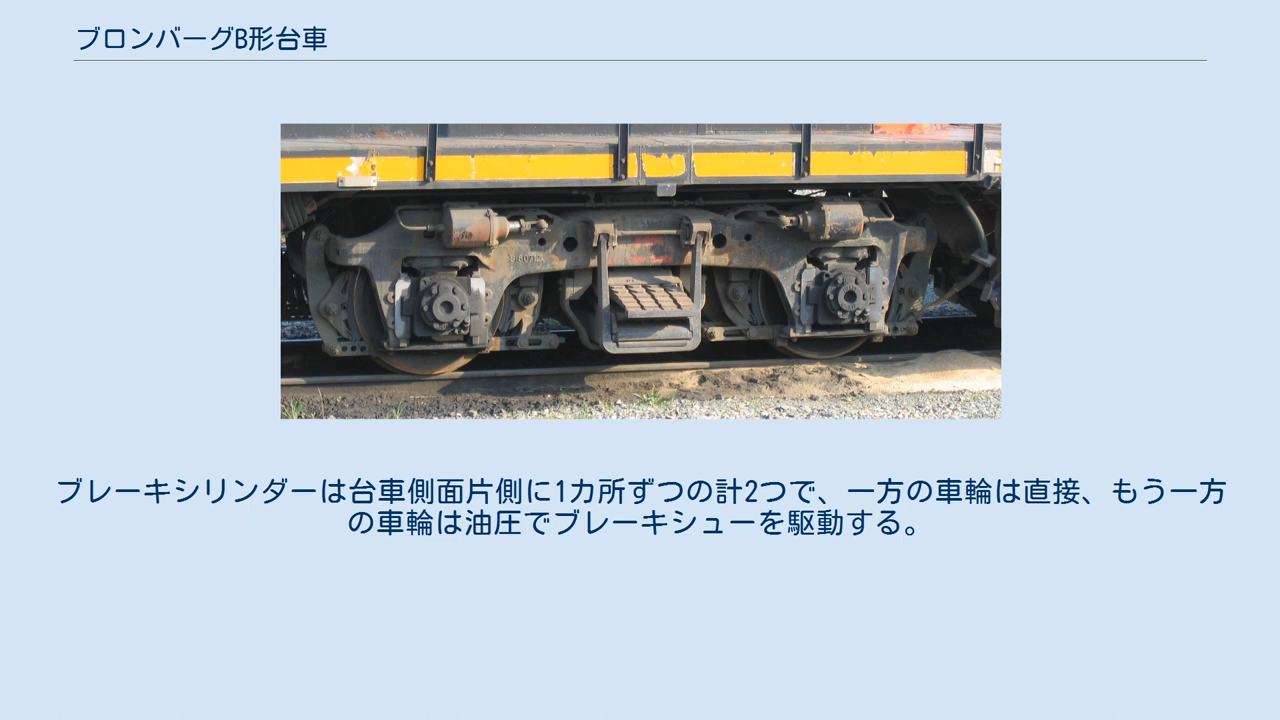 ブロンバーグB形台車
ブレーキシリンダーは台車側面片側に1カ所ずつの計2つで、一方の車輪は直接、もう一方
の車輪は油圧でブレーキシューを駆動する。